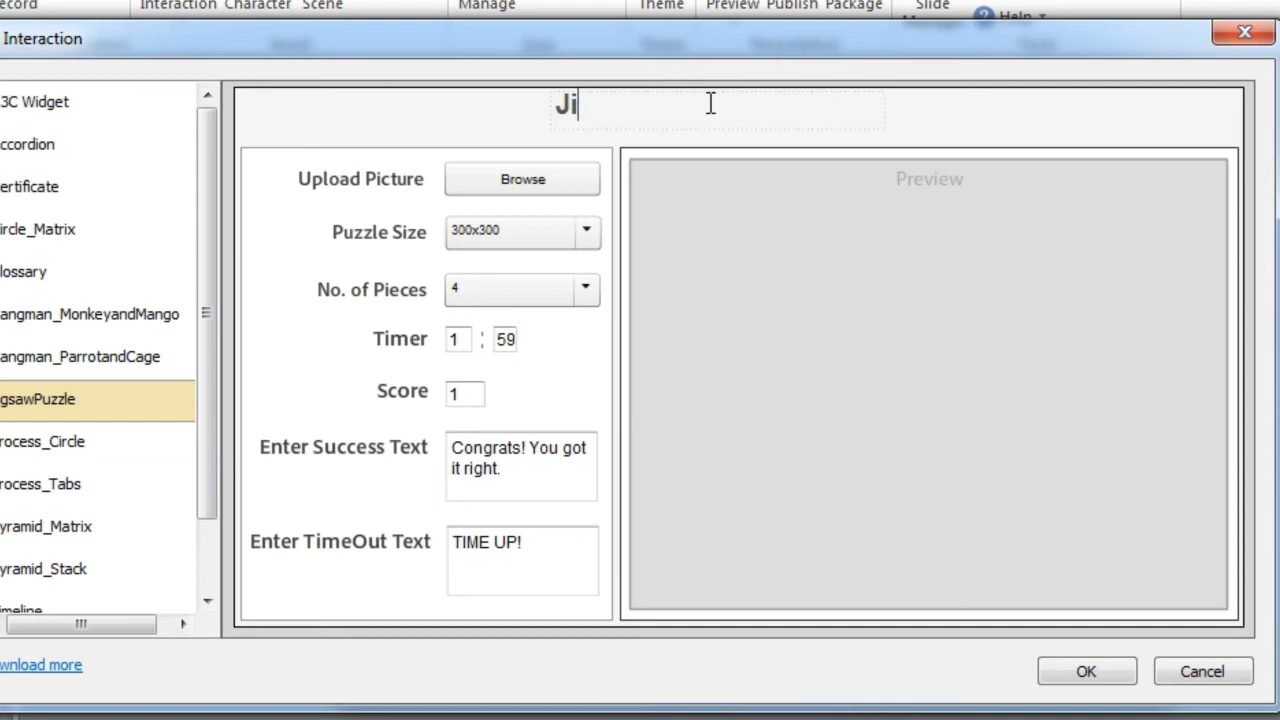 Interaction Character Scene Manage Theme Preview Publish Package Slide
Help
Interaction
3C Widget
ccordion
ertificate
ircle_Matrix
lossary
angman_MonkeyandMango
angman_ParrotandCage
gsawPuzzle
rocess_Circle
rocess_Tabs
yramid_Matrix
yramid_Stack
imeline
wnload more
Ji
Upload Picture Browse
Puzzle Size 300x300
No. of Pieces 4
Timer 1 : 59
Score 1
Enter Success Text Congrats! You got
it right.
Enter TimeOut Text TIME UP!
Preview
OK Cancel